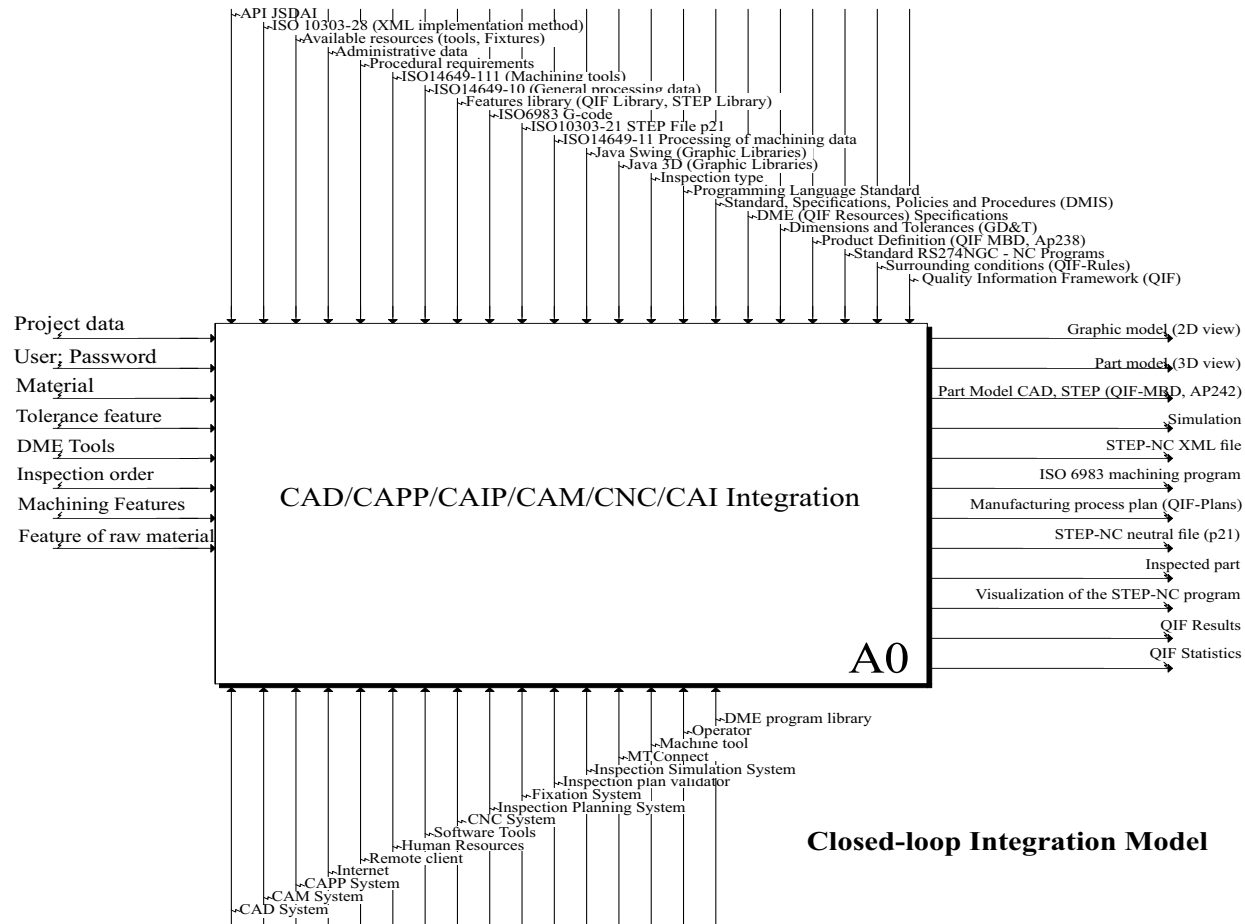 API JSDAI
ISO 10303-28 (XML implementation method)
Available resources (tools, Fixtures)
Administrative data
Procedural requirements
ISO14649-111 (Machining tools)
ISO14649-10 (General processing data)
Features library (QIF Library, STEP Library)
ISO6983 G-code
ISO10303-21 STEP File p21
ISO14649-11 Processing of machining data
Java Swing (Graphic Libraries)
Java 3D (Graphic Libraries)
Inspection type
Programming Language Standard
Standard, Specifications, Policies and Procedures (DMIS)
DME (QIF Resources) Specifications
Dimensions and Tolerances (GD&T)
Product Definition (QIF MBD, Ap238)
Standard RS274NGC - NC Programs
Surrounding conditions (QIF-Rules)
Quality Information Framework (QIF)
Project data
User; Password
Material
Tolerance feature
DME Tools
Inspection order
Machining Features
Feature of raw material
CAD/CAPP/CAIP/CAM/CNC/CAI Integration
A0
Graphic model (2D view)
Part model (3D view)
Part Model CAD, STEP (QIF-MBD, AP242)
Simulation
STEP-NC XML file
ISO 6983 machining program
Manufacturing process plan (QIF-Plans)
STEP-NC neutral file (p21)
Inspected part
Visualization of the STEP-NC program
QIF Results
QIF Statistics
DME program library
Operator
Machine tool
MTConnect
Inspection Simulation System
Inspection plan validator
Fixation System
Inspection Planning System
CNC System
Software Tools
Human Resources
Remote client
Internet
CAPP System
CAM System
CAD System
Closed-loop Integration Model